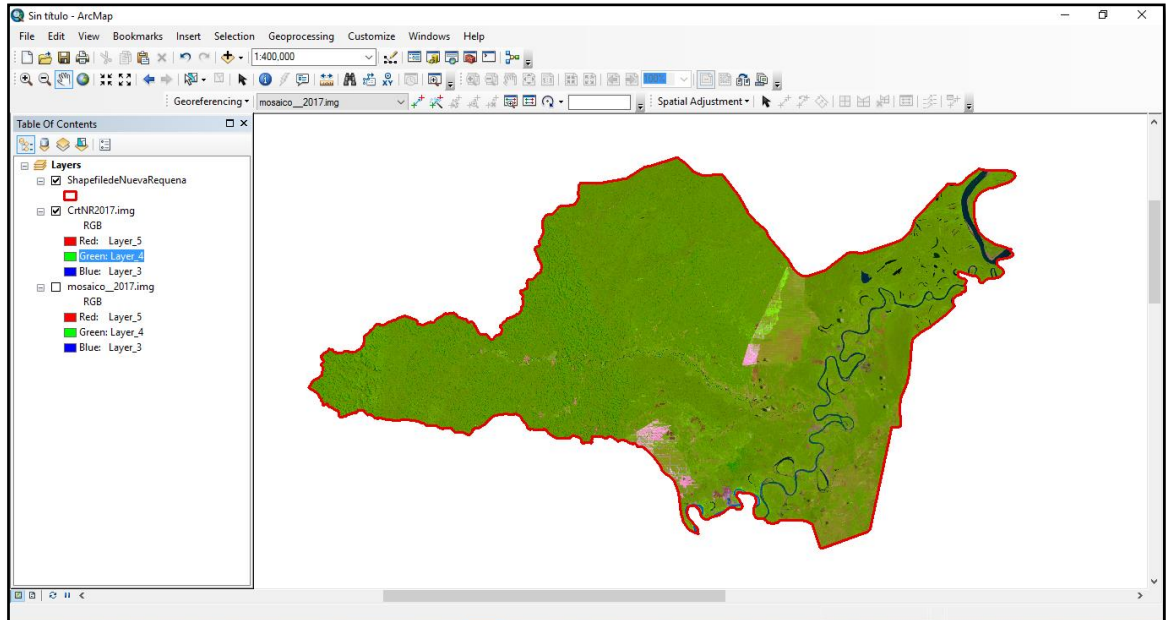 Sin título - ArcMap
File Edit View Bookmarks Insert Selection Geoprocessing Customize Windows Help
1:400,000
Georeferencing mosaico__2017.img Spatial Adjustment
Table Of Contents
Layers
ShapefiledeNuevaRequena
CrtNR2017.img
RGB
Red: Layer_5
Green: Layer_4
Blue: Layer_3
mosaico__2017.img
RGB
Red: Layer_5
Green: Layer_4
Blue: Layer_3